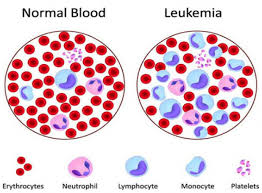 Normal Blood Leukemia
Erythrocytes Neutrophil Lymphocyte Monocyte Platelets